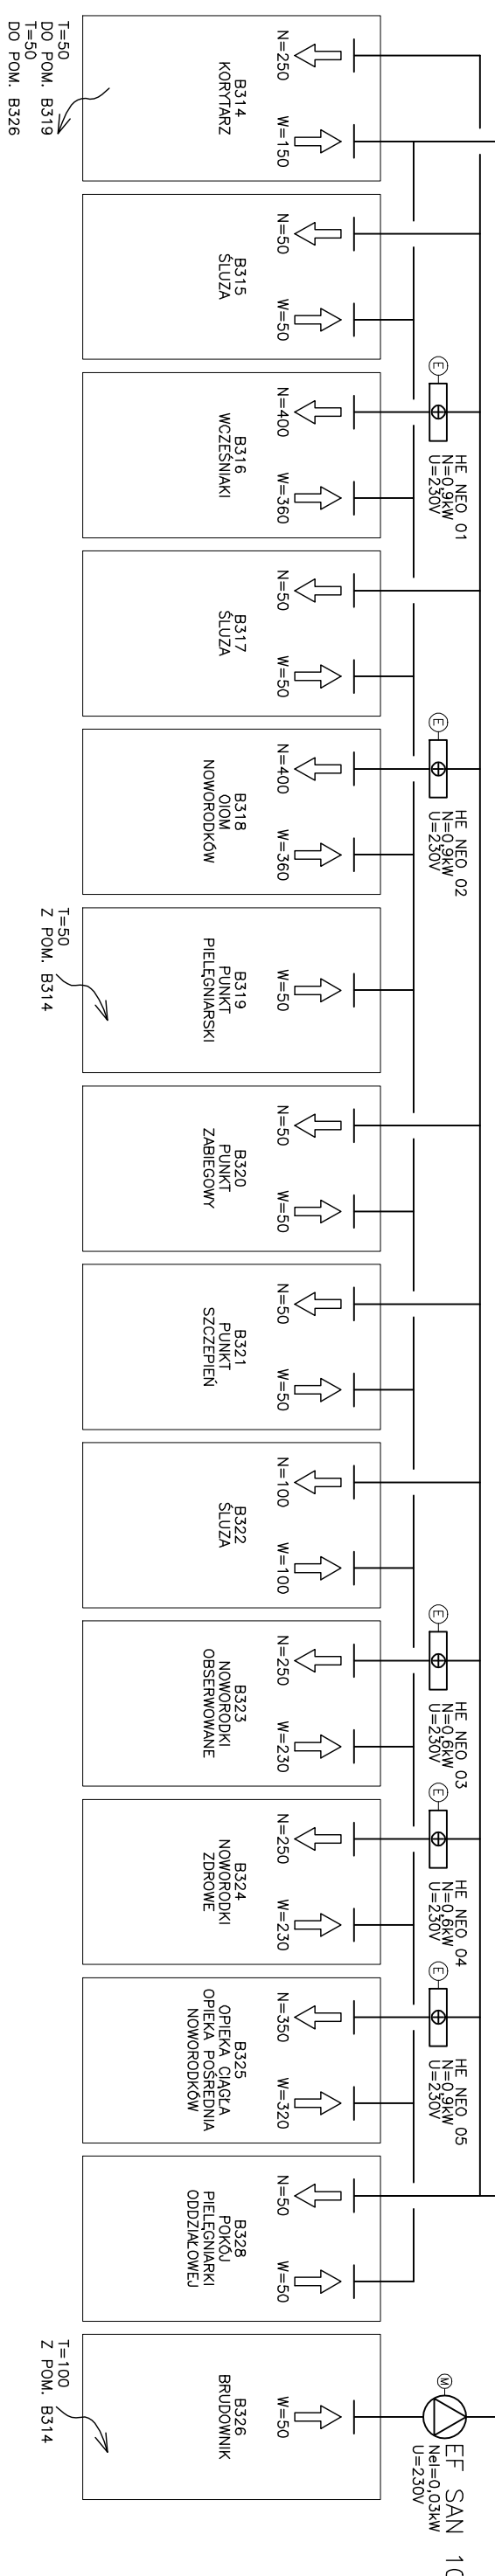 N=250
W=150
B314
KORYTARZ
T=50
DO POM. B319
T=50
DO POM. B326
N=50
W=50
B315
ŚLUZA
E
HE NEO 01
N=0,9kW
U=230V
N=400
W=360
B316
WCZEŚNIAKI
N=50
W=50
B317
ŚLUZA
E
HE NEO 02
N=0,9kW
U=230V
N=400
W=360
B318
OIOM
NOWORODKÓW
W=50
B319
PUNKT
PIELĘGNIARSKI
T=50
Z POM. B314
N=50
W=50
B320
PUNKT
ZABIEGOWY
N=50
W=50
B321
PUNKT
SZCZEPIEŃ
N=100
W=100
B322
ŚLUZA
E
HE NEO 03
N=0,6kW
U=230V
N=250
W=230
B323
NOWORODKI
OBSERWOWANE
E
HE NEO 04
N=0,6kW
U=230V
N=250
W=230
B324
NOWORODKI
ZDROWE
E
HE NEO 05
N=0,9kW
U=230V
N=350
W=320
B325
OPIEKA CIĄGŁA
OPIEKA POŚREDNIA
NOWORODKÓW
N=50
W=50
B328
POKÓJ
PIELĘGNIARKI
ODDZIAŁOWEJ
M
EF SAN
Nel=0,03kW
U=230V
W=50
B326
BRUDOWNIK
T=100
Z POM. B314